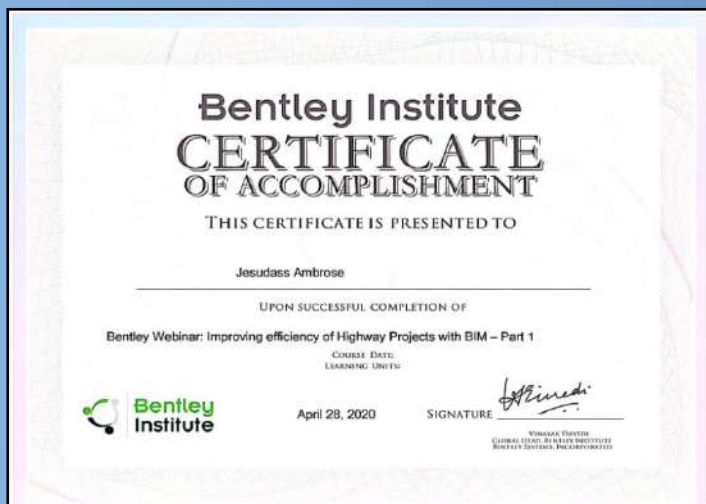 Bentley Institute
CERTIFICATE
OF ACCOMPLISHMENT
THIS CERTIFICATE IS PRESENTED TO
Jesudass Ambrose
UPON SUCCESSFUL COMPLETION OF
Bentley Webinar: Improving efficiency of Highway Projects with BIM – Part 1
COURSE DATE:
LEARNING UNITS:
Bentley
Institute
April 28, 2020
SIGNATURE
GLOBAL HEAD, BENTLEY INSTITUTE
BENTLEY SYSTEMS, INCORPORATED